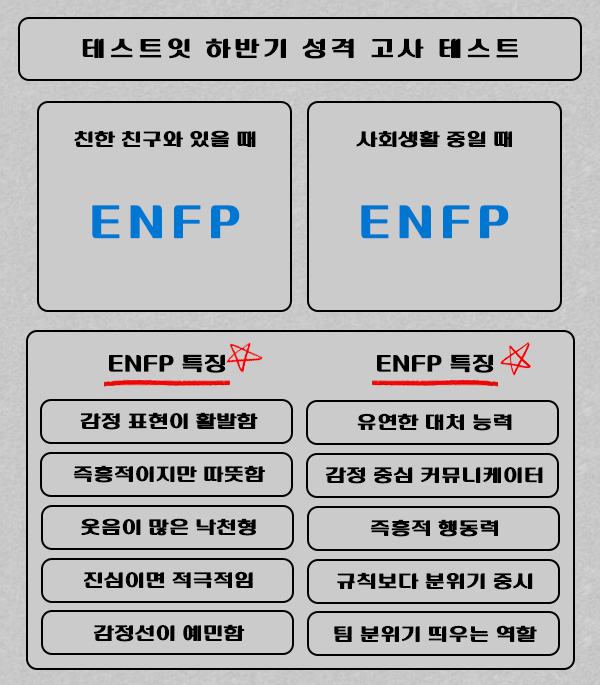 테스트잇 하반기 성격 고사 테스트
친한 친구와 있을 때
ENFP
사회생활 중일 때
ENFP
ENFP 특징
감정 표현이 활발함
즉흥적이지만 따뜻함
웃음이 많은 낙천형
진심이면 적극적임
감정선이 예민함
ENFP 특징
유연한 대처 능력
감정 중심 커뮤니케이터
즉흥적 행동력
규칙보다 분위기 중시
팀 분위기 띄우는 역할